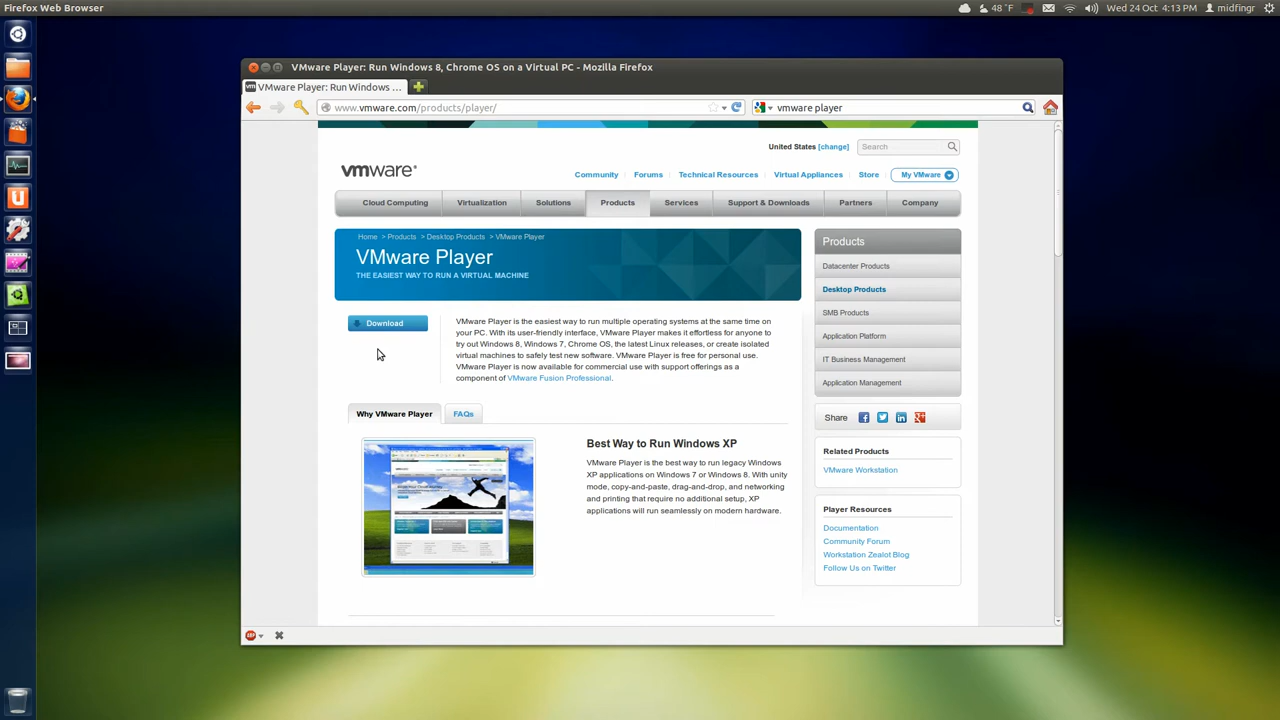 Firefox Web Browser
48 °F
Wed 24 Oct, 4:13 PM
midfingr
VMware Player: Run Windows 8, Chrome OS on a Virtual PC - Mozilla Firefox
VMware Player: Run Windows ...
www.vmware.com/products/player/
vmware player
United States [change]
Search
vmware®
Community
Forums
Technical Resources
Virtual Appliances
Store
My VMware
Cloud Computing
Virtualization
Solutions
Products
Services
Support & Downloads
Partners
Company
Home > Products > Desktop Products > VMware Player
VMware Player
THE EASIEST WAY TO RUN A VIRTUAL MACHINE
Download
VMware Player is the easiest way to run multiple operating systems at the same time on
your PC. With its user-friendly interface, VMware Player makes it effortless for anyone to
try out Windows 8, Windows 7, Chrome OS, the latest Linux releases, or create isolated
virtual machines to safely test new software. VMware Player is free for personal use.
VMware Player is now available for commercial use with support offerings as a
component of VMware Fusion Professional.
Why VMware Player
FAQs
Best Way to Run Windows XP
VMware Player is the best way to run legacy Windows
XP applications on Windows 7 or Windows 8. With unity
mode, copy-and-paste, drag-and-drop, and networking
and printing that require no additional setup, XP
applications will run seamlessly on modern hardware.
Products
Datacenter Products
Desktop Products
SMB Products
Application Platform
IT Business Management
Application Management
Share
Related Products
VMware Workstation
Player Resources
Documentation
Community Forum
Workstation Zealot Blog
Follow Us on Twitter
ABP